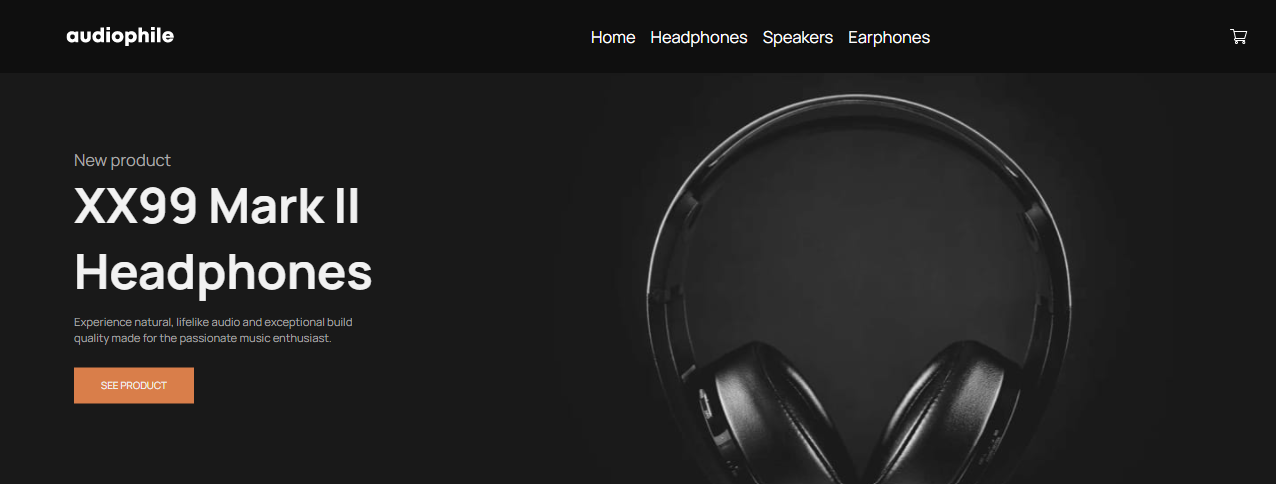 audiophile
Home Headphones Speakers Earphones
New product
XX99 Mark II
Headphones
Experience natural, lifelike audio and exceptional build
quality made for the passionate music enthusiast.
SEE PRODUCT